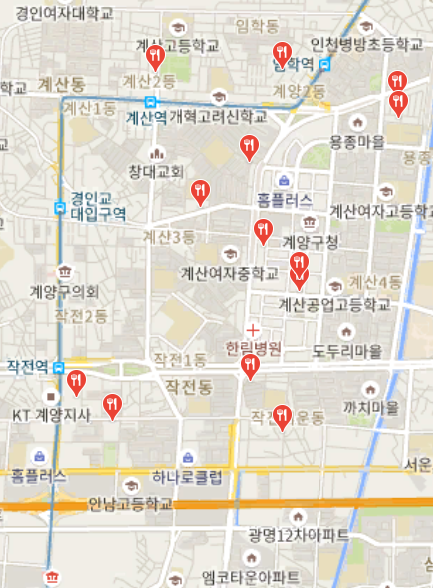 경인여자대학교
임학동
계산고등학교
인천병방초등학교
임학역
계산동
계산2동
계양2동
계산1동
계산역
개혁고려신학교
용종마을
창대교회
용종
경인교
대입구역
홈플러스
계산여자고등학교
계산3동
계양구청
계산여자중학교
계양구의회
계산4동
계산공업고등학교
작전2동
한림병원
도두리마을
작전1동
작전역
작전동
까치마을
KT 계양지사
작전서운동
홈플러스
하나로클럽
서운
안남고등학교
광명12차아파트
엠코타운아파트